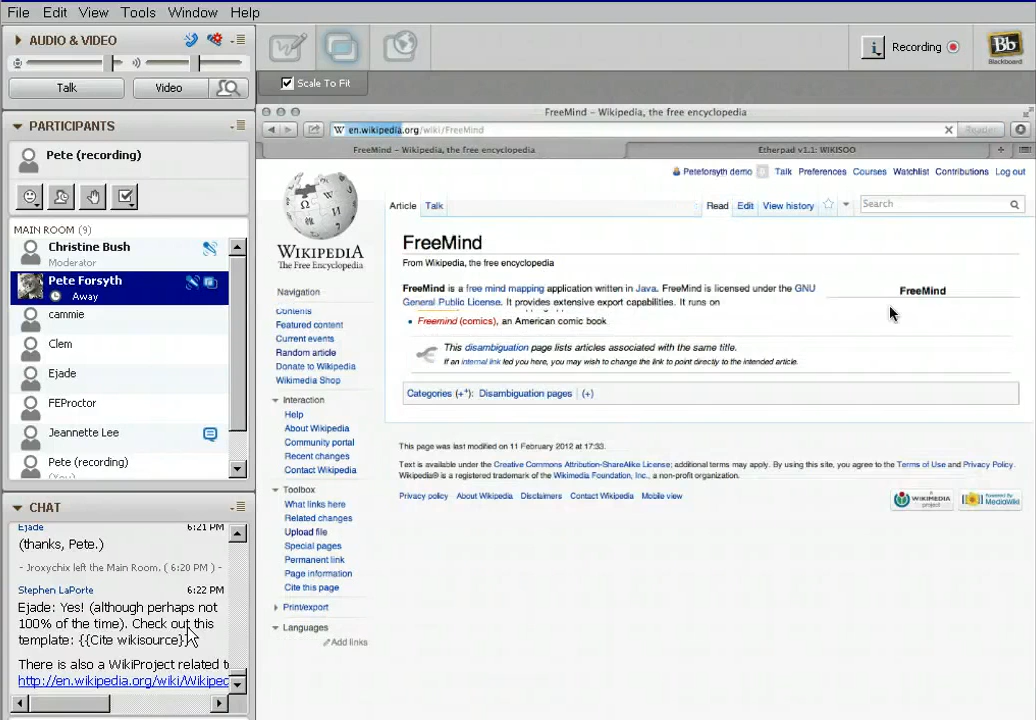 File Edit View Tools Window Help
AUDIO & VIDEO
Talk Video
PARTICIPANTS
Pete (recording)
MAIN ROOM (9)
Christine Bush
Moderator
Pete Forsyth
Away
cammie
Clem
Ejade
FEProctor
Jeannette Lee
Pete (recording)
CHAT
Ejade 6:21 PM
(thanks, Pete.)
- Jroxychix left the Main Room. ( 6:20 PM ) -
Stephen LaPorte 6:22 PM
Ejade: Yes! (although perhaps not
100% of the time). Check out this
template: {{Cite wikisource}}
There is also a WikiProject related t
http://en.wikipedia.org/wiki/Wikiped
Recording
Bb
Blackboard
Scale To Fit
FreeMind – Wikipedia, the free encyclopedia
W en.wikipedia.org/wiki/FreeMind Reader
FreeMind – Wikipedia, the free encyclopedia Etherpad v1.1: WIKISOO
Peteforsyth demo Talk Preferences Courses Watchlist Contributions Log out
Article Talk Read Edit View history Search
WIKIPEDIA
The Free Encyclopedia
Navigation
Contents
Featured content
Current events
Random article
Donate to Wikipedia
Wikimedia Shop
Interaction
Help
About Wikipedia
Community portal
Recent changes
Contact Wikipedia
Toolbox
What links here
Related changes
Upload file
Special pages
Permanent link
Page information
Cite this page
Print/export
Languages
Add links
FreeMind
From Wikipedia, the free encyclopedia
FreeMind is a free mind mapping application written in Java. FreeMind is licensed under the GNU
General Public License. It provides extensive export capabilities. It runs on
FreeMind
• Freemind (comics), an American comic book
This disambiguation page lists articles associated with the same title.
If an internal link led you here, you may wish to change the link to point directly to the intended article.
Categories (+⁺): Disambiguation pages (+)
This page was last modified on 11 February 2012 at 17:33.
Text is available under the Creative Commons Attribution-ShareAlike License; additional terms may apply. By using this site, you agree to the Terms of Use and Privacy Policy.
Wikipedia® is a registered trademark of the Wikimedia Foundation, Inc., a non-profit organization.
Privacy policy About Wikipedia Disclaimers Contact Wikipedia Mobile view
WIKIMEDIA project
Powered By MediaWiki